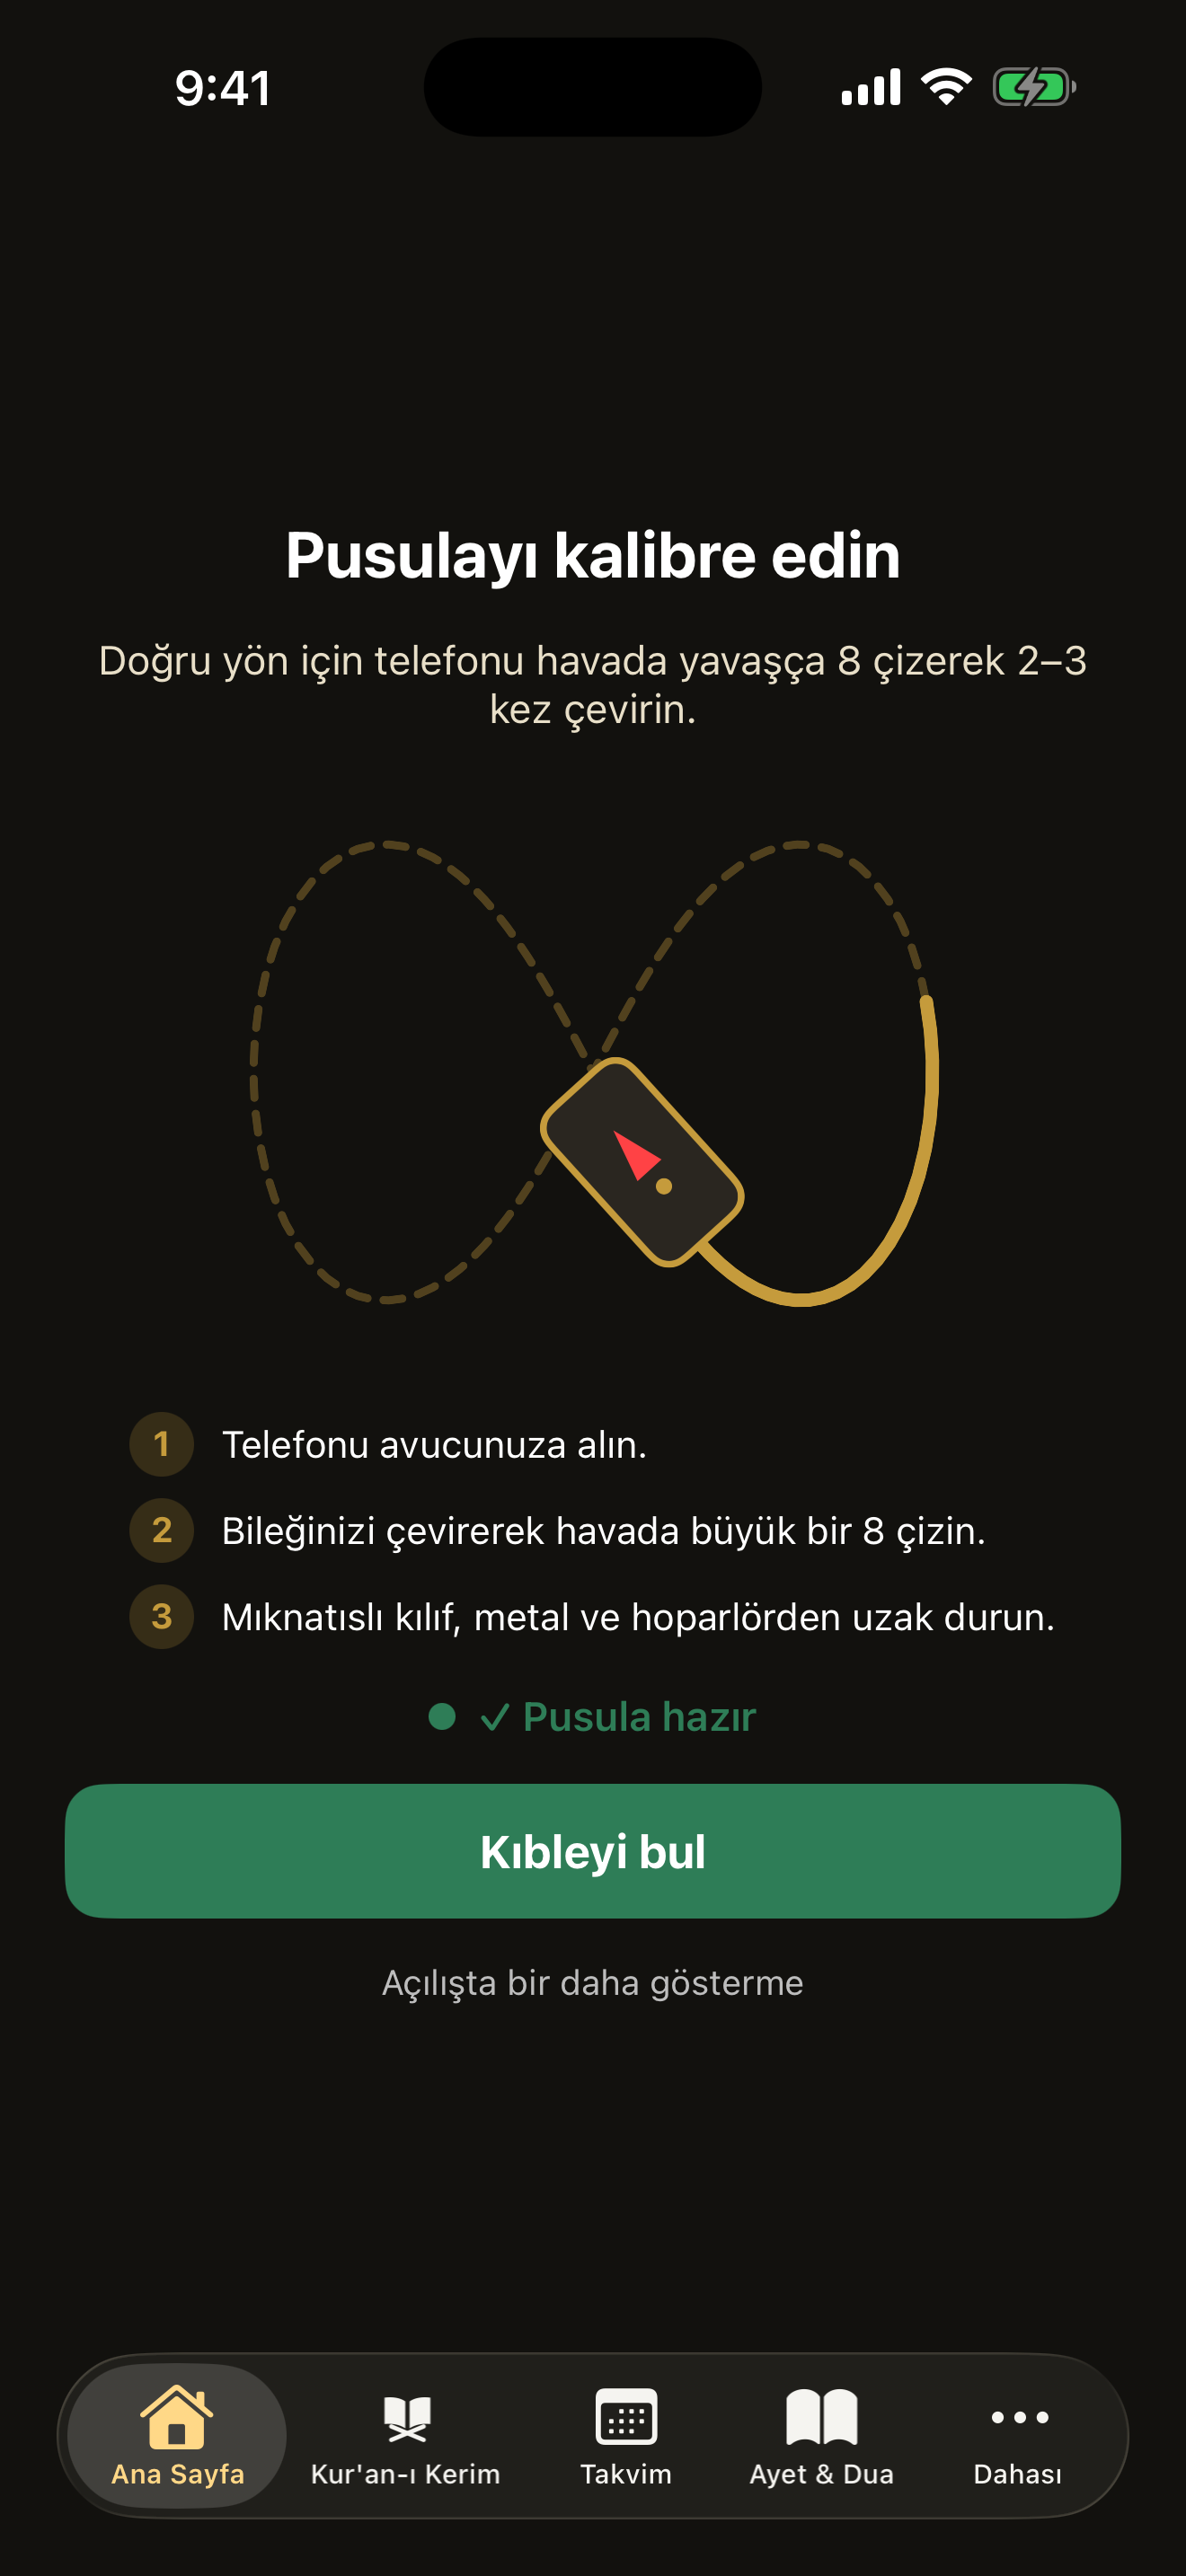 9:41
Pusulayı kalibre edin
Doğru yön için telefonu havada yavaşça 8 çizerek 2–3
kez çevirin.
1 Telefonu avucunuza alın.
2 Bileğinizi çevirerek havada büyük bir 8 çizin.
3 Mıknatıslı kılıf, metal ve hoparlörden uzak durun.
✓ Pusula hazır
Kıbleyi bul
Açılışta bir daha gösterme
Ana Sayfa Kur'an-ı Kerim Takvim Ayet & Dua Dahası